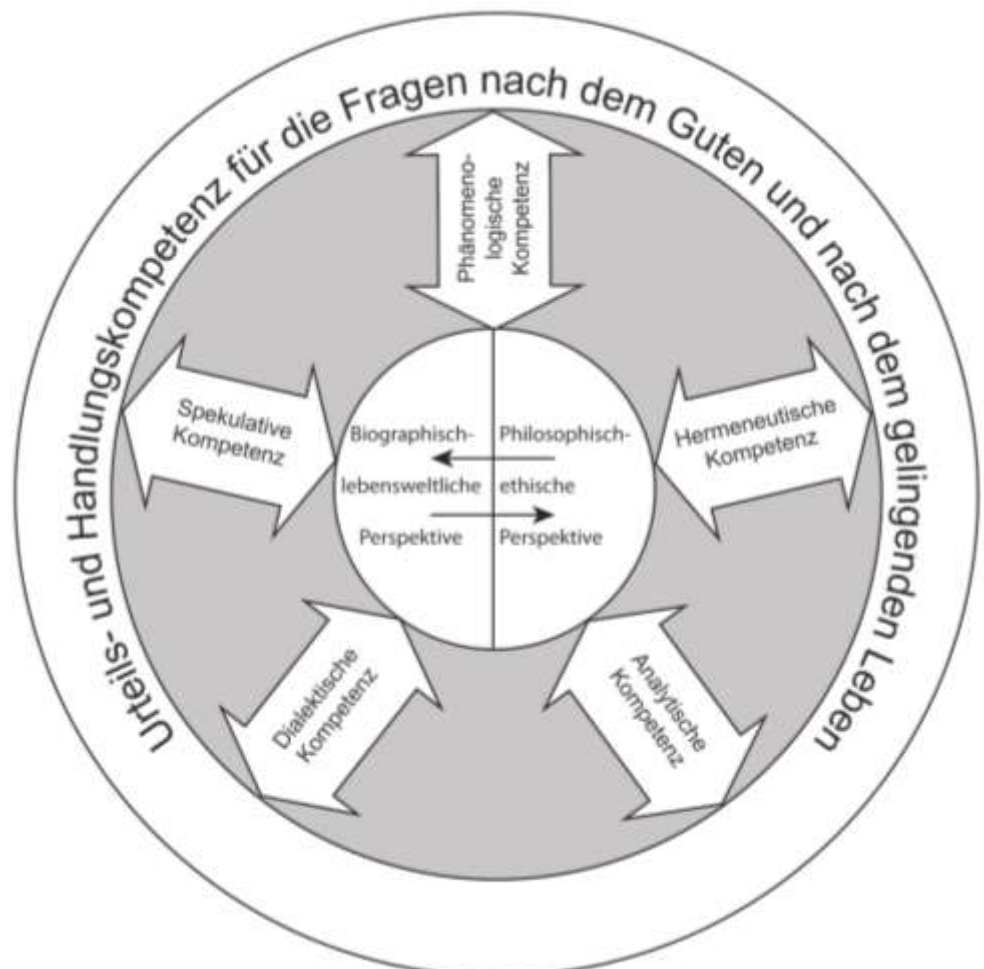 Urteils- und Handlungskompetenz für die Fragen nach dem Guten und nach dem gelingenden Leben
Phänomeno-
logische
Kompetenz
Spekulative
Kompetenz
Hermeneutische
Kompetenz
Biographisch-
lebensweltliche
Perspektive
Philosophisch-
ethische
Perspektive
Dialektische
Kompetenz
Analytische
Kompetenz